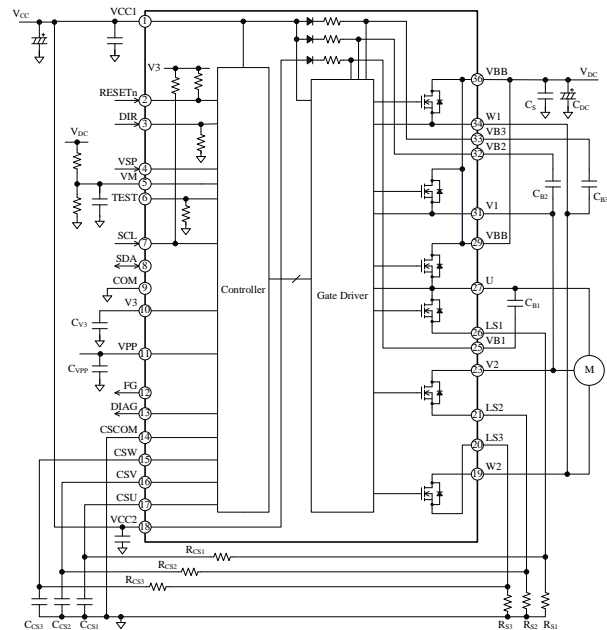 VCC VCC1 1
36 VBB VDC
V3
CS CDC
RESETn 2
34 W1
DIR 3
33 VB3
32 VB2
VDC
VSP 4
VM 5
TEST 6
CB2 CB3
31 V1
SCL 7
29 VBB
SDA 8
COM 9
27 U
Controller Gate Driver
V3 10
CB1
CV3
26 LS1
25 VB1
VPP 11
CVPP
23 V2
M
FG 12
DIAG 13
21 LS2
CSCOM 14
20 LS3
CSW 15
19 W2
CSV 16
CSU 17
VCC2 18
RCS1
RCS2
RCS3
CCS3 CCS2 CCS1
RS3 RS2 RS1